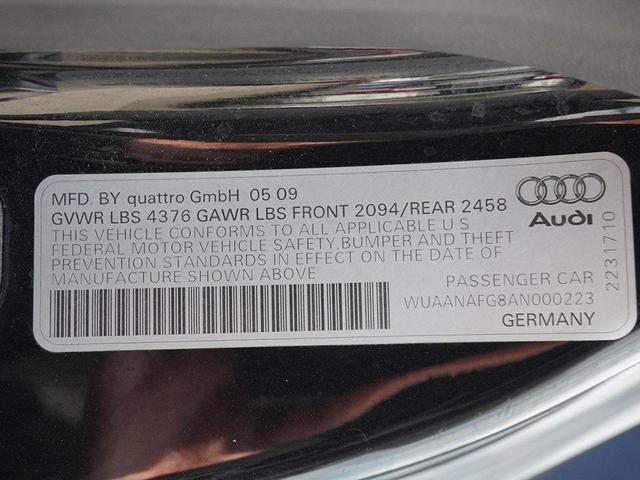 MFD. BY quattro GmbH 05 09
GVWR LBS 4376 GAWR LBS FRONT 2094/REAR 2458
THIS VEHICLE CONFORMS TO ALL APPLICABLE U S
FEDERAL MOTOR VEHICLE SAFETY,BUMPER AND THEFT
PREVENTION STANDARDS IN EFFECT ON THE DATE OF
MANUFACTURE SHOWN ABOVE
Audi
PASSENGER CAR
WUAANAFG8AN000223
GERMANY
2231710